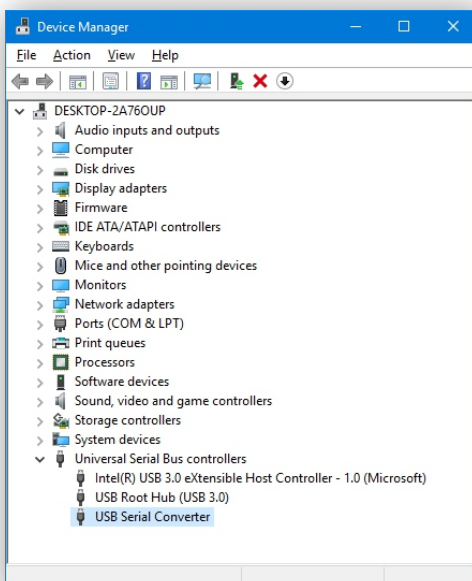 Device Manager
File Action View Help
DESKTOP-2A76OUP
Audio inputs and outputs
Computer
Disk drives
Display adapters
Firmware
IDE ATA/ATAPI controllers
Keyboards
Mice and other pointing devices
Monitors
Network adapters
Ports (COM & LPT)
Print queues
Processors
Software devices
Sound, video and game controllers
Storage controllers
System devices
Universal Serial Bus controllers
Intel(R) USB 3.0 eXtensible Host Controller - 1.0 (Microsoft)
USB Root Hub (USB 3.0)
USB Serial Converter